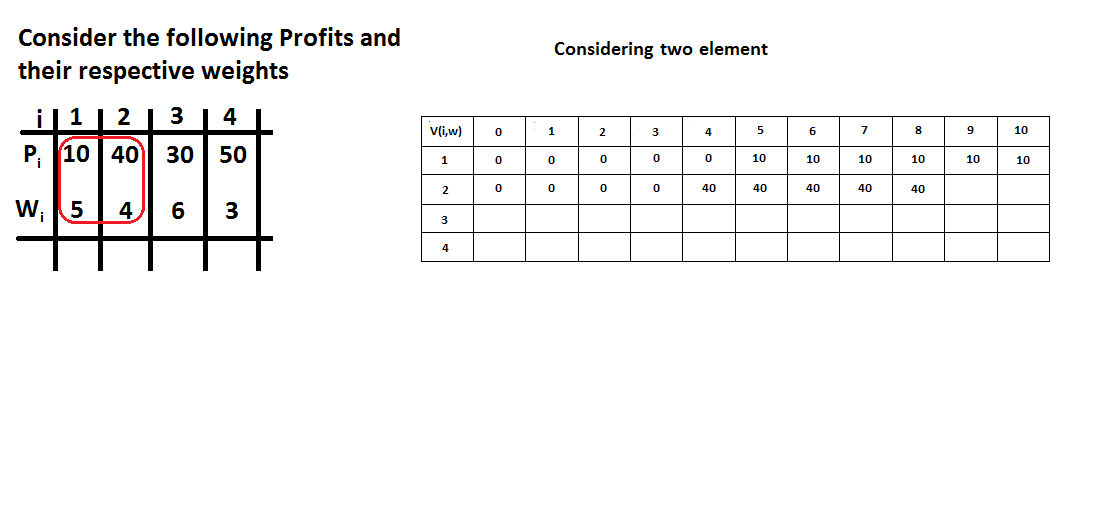 Consider the following Profits and
their respective weights
i 1 2 3 4
Pi 10 40 30 50
Wi 5 4 6 3
Considering two element
V(i,w) 0 1 2 3 4 5 6 7 8 9 10
1 0 0 0 0 0 10 10 10 10 10 10
2 0 0 0 0 40 40 40 40 40
3
4